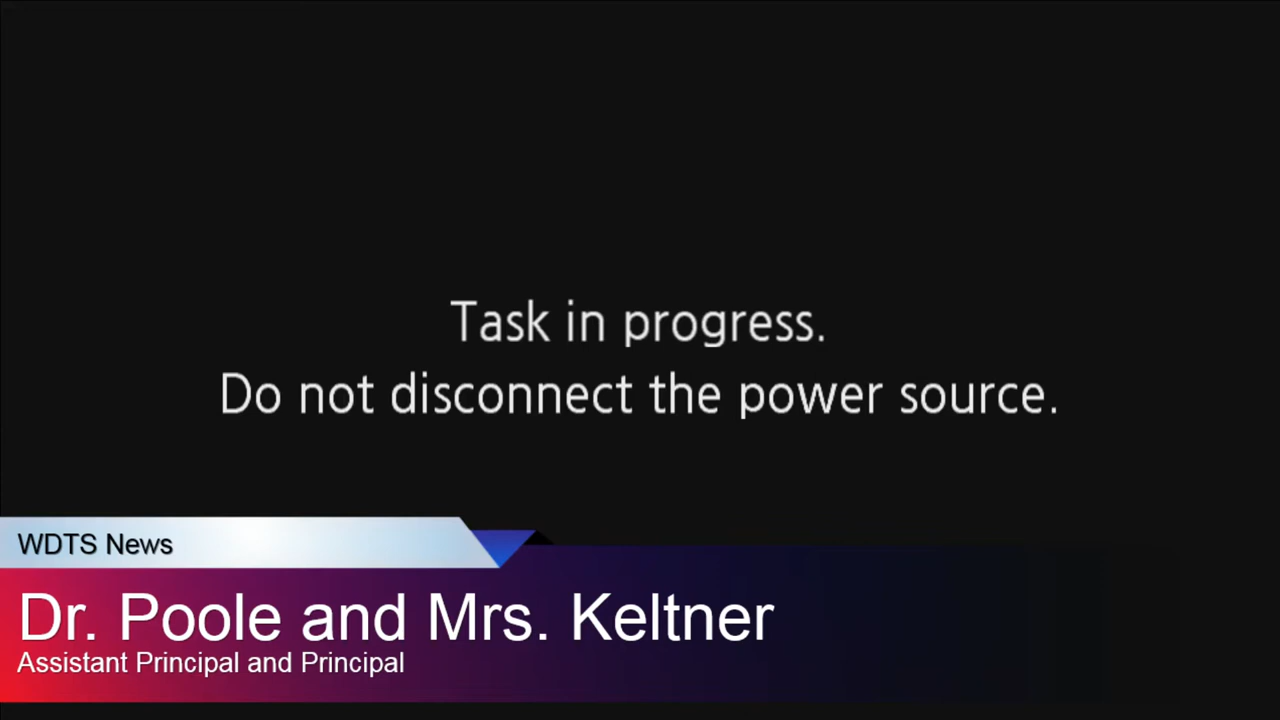 Task in progress.
Do not disconnect the power source.
WDTS News
Dr. Poole and Mrs. Keltner
Assistant Principal and Principal